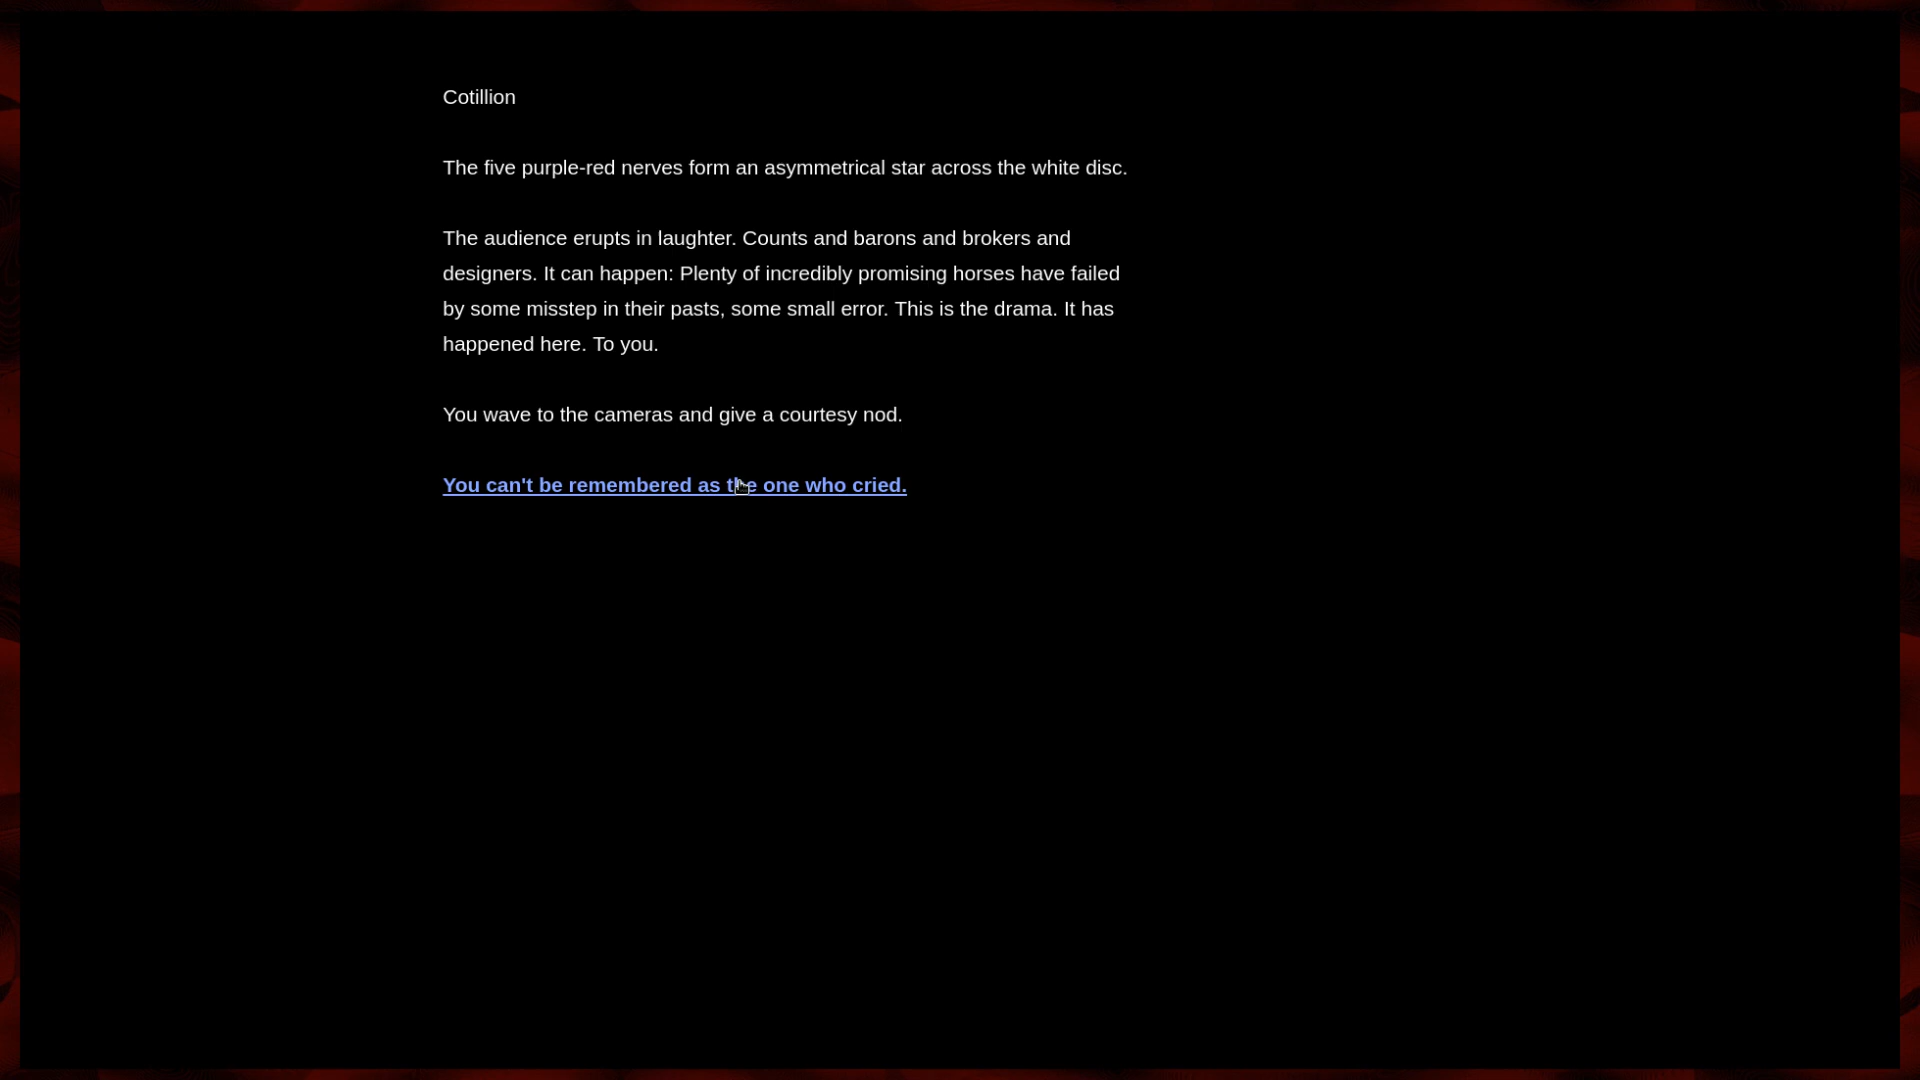 Cotillion
The five purple-red nerves form an asymmetrical star across the white disc.
The audience erupts in laughter. Counts and barons and brokers and
designers. It can happen: Plenty of incredibly promising horses have failed
by some misstep in their pasts, some small error. This is the drama. It has
happened here. To you.
You wave to the cameras and give a courtesy nod.
You can't be remembered as the one who cried.